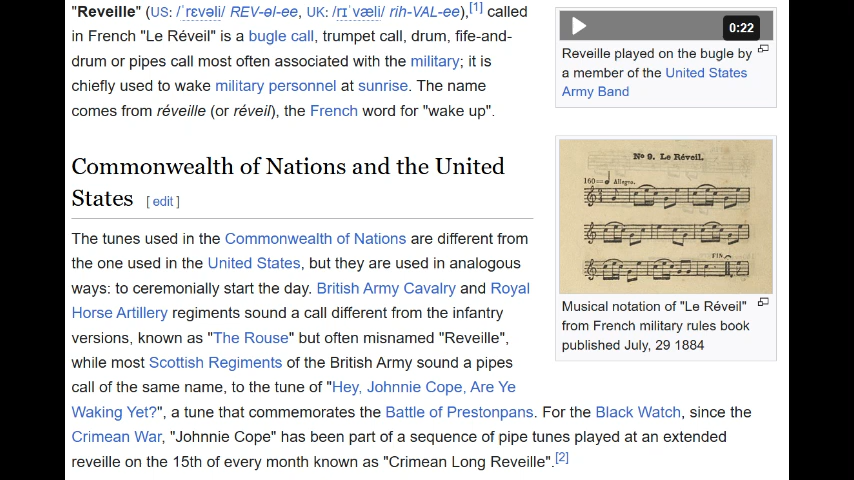 "Reveille" (US: /ˈrɛvəli/ REV-əl-ee, UK: /rɪˈvæli/ rih-VAL-ee),[1] called
in French "Le Réveil" is a bugle call, trumpet call, drum, fife-and-
drum or pipes call most often associated with the military; it is
chiefly used to wake military personnel at sunrise. The name
comes from réveille (or réveil), the French word for "wake up".
0:22
Reveille played on the bugle by
a member of the United States
Army Band
Commonwealth of Nations and the United
States [ edit ]
The tunes used in the Commonwealth of Nations are different from
the one used in the United States, but they are used in analogous
ways: to ceremonially start the day. British Army Cavalry and Royal
Horse Artillery regiments sound a call different from the infantry
versions, known as "The Rouse" but often misnamed "Reveille",
while most Scottish Regiments of the British Army sound a pipes
call of the same name, to the tune of "Hey, Johnnie Cope, Are Ye
Waking Yet?", a tune that commemorates the Battle of Prestonpans. For the Black Watch, since the
Crimean War, "Johnnie Cope" has been part of a sequence of pipe tunes played at an extended
reveille on the 15th of every month known as "Crimean Long Reveille".[2]
No 9. Le Réveil.
160= Allegro.
FIN.
Musical notation of "Le Réveil"
from French military rules book
published July, 29 1884